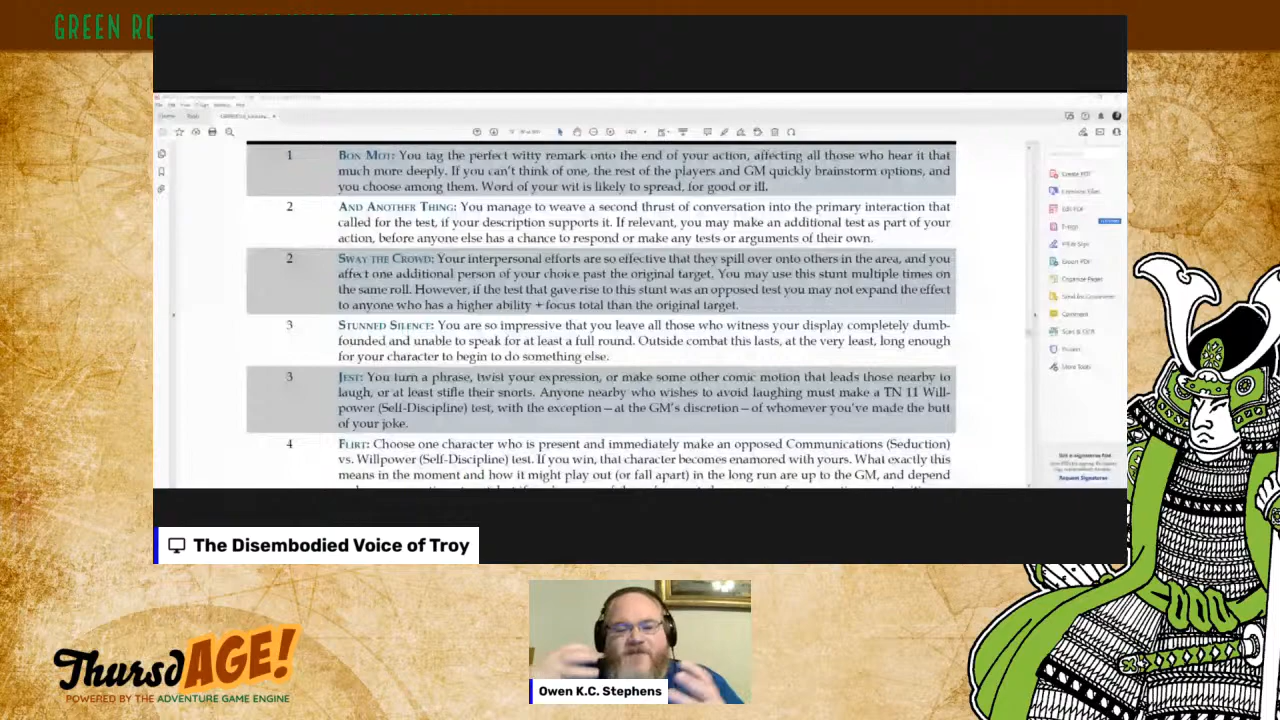 GREEN RO
1 BON MOT: You tag the perfect witty remark onto the end of your action, affecting all those who hear it that
much more deeply. If you can't think of one, the rest of the players and GM quickly brainstorm options, and
you choose among them. Word of your wit is likely to spread, for good or ill.
2 AND ANOTHER THING: You manage to weave a second thrust of conversation into the primary interaction that
called for the test, if your description supports it. If relevant, you may make an additional test as part of your
action, before anyone else has a chance to respond or make any tests or arguments of their own.
2 SWAY THE CROWD: Your interpersonal efforts are so effective that they spill over onto others in the area, and you
affect one additional person of your choice past the original target. You may use this stunt multiple times on
the same roll. However, if the test that gave rise to this stunt was an opposed test you may not expand the effect
to anyone who has a higher ability + focus total than the original target.
3 STUNNED SILENCE: You are so impressive that you leave all those who witness your display completely dumb-
founded and unable to speak for at least a full round. Outside combat this lasts, at the very least, long enough
for your character to begin to do something else.
3 JEST: You turn a phrase, twist your expression, or make some other comic motion that leads those nearby to
laugh, or at least stifle their snorts. Anyone nearby who wishes to avoid laughing must make a TN 11 Will-
power (Self-Discipline) test, with the exception—at the GM's discretion—of whomever you've made the butt
of your joke.
4 FLIRT: Choose one character who is present and immediately make an opposed Communications (Seduction)
vs. Willpower (Self-Discipline) test. If you win, that character becomes enamored with yours. What exactly this
means in the moment and how it might play out (or fall apart) in the long run are up to the GM, and depend
Create PDF
Edit PDF
Export PDF
Organize Pages
Comment
Scan & OCR
Protect
More Tools
Request Signatures
The Disembodied Voice of Troy
Owen K.C. Stephens
ThursdAGE!
POWERED BY THE ADVENTURE GAME ENGINE